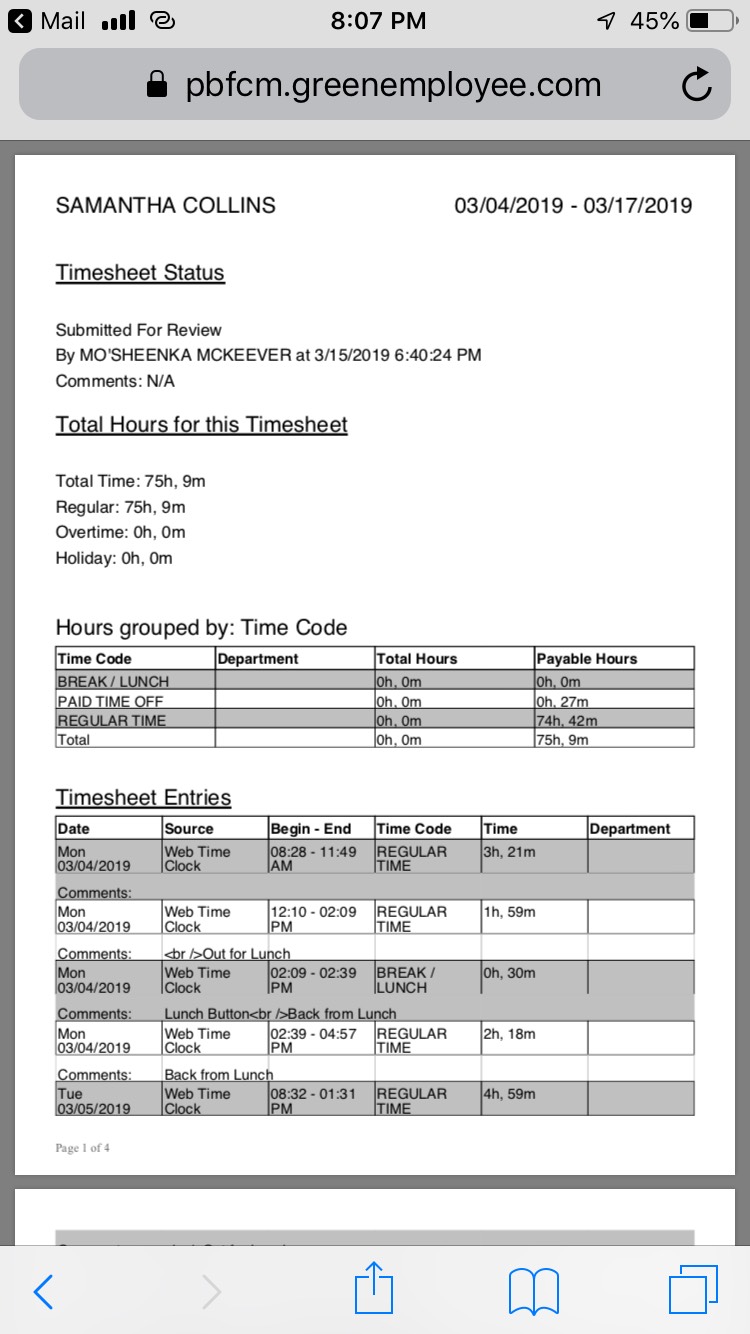 Mail 8:07 PM 45%
pbfcm.greenemployee.com
SAMANTHA COLLINS 03/04/2019 - 03/17/2019
Timesheet Status
Submitted For Review
By MO'SHEENKA MCKEEVER at 3/15/2019 6:40:24 PM
Comments: N/A
Total Hours for this Timesheet
Total Time: 75h, 9m
Regular: 75h, 9m
Overtime: 0h, 0m
Holiday: 0h, 0m
Hours grouped by: Time Code
Time Code Department Total Hours Payable Hours
BREAK / LUNCH 0h, 0m 0h, 0m
PAID TIME OFF 0h, 0m 0h, 27m
REGULAR TIME 0h, 0m 74h, 42m
Total 0h, 0m 75h, 9m
Timesheet Entries
Date Source Begin - End Time Code Time Department
Mon Web Time 08:28 - 11:49 REGULAR 3h, 21m
03/04/2019 Clock AM TIME
Comments:
Mon Web Time 12:10 - 02:09 REGULAR 1h, 59m
03/04/2019 Clock PM TIME
Comments: <br />Out for Lunch
Mon Web Time 02:09 - 02:39 BREAK / 0h, 30m
03/04/2019 Clock PM LUNCH
Comments: Lunch Button<br />Back from Lunch
Mon Web Time 02:39 - 04:57 REGULAR 2h, 18m
03/04/2019 Clock PM TIME
Comments: Back from Lunch
Tue Web Time 08:32 - 01:31 REGULAR 4h, 59m
03/05/2019 Clock PM TIME
Page 1 of 4